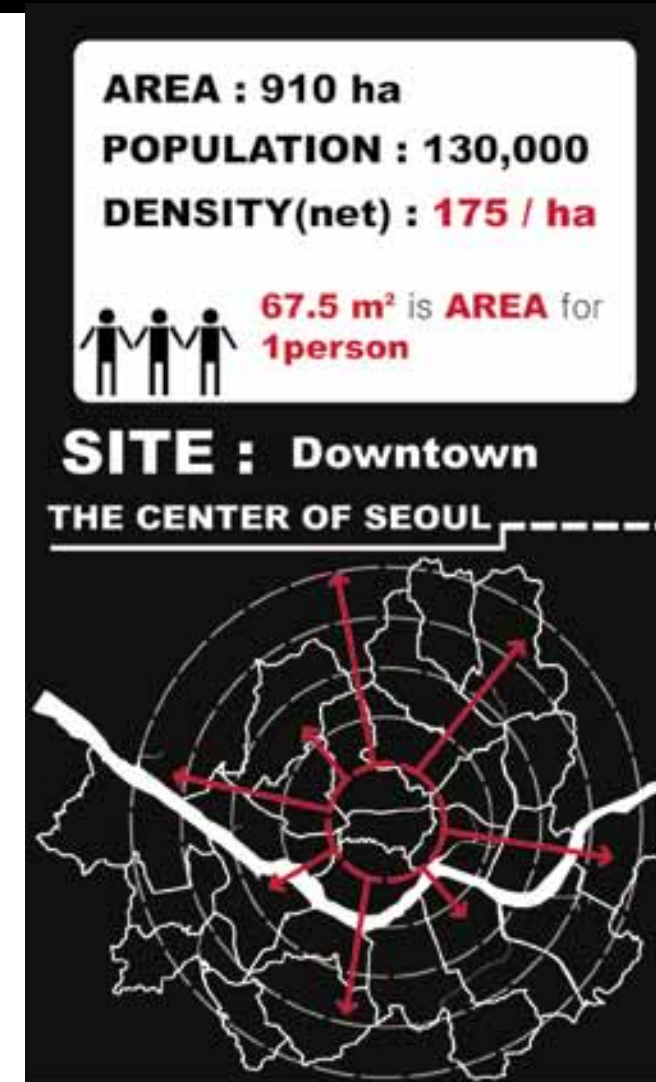 AREA : 910 ha
POPULATION : 130,000
DENSITY(net) : 175 / ha
67.5 m² is AREA for
1person
SITE : Downtown
THE CENTER OF SEOUL